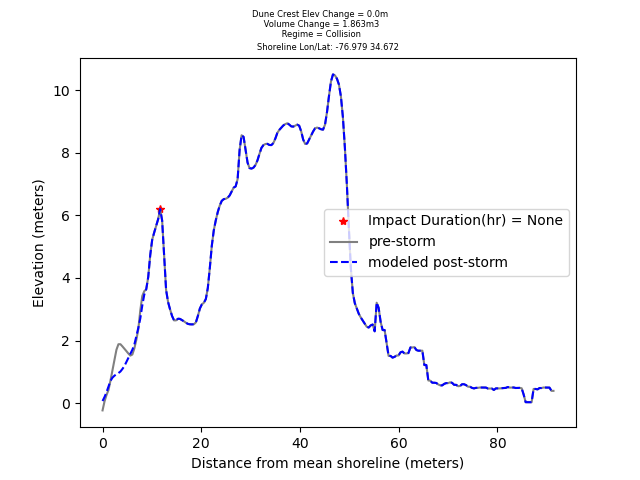 Dune Crest Elev Change = 0.0m
Volume Change = 1.863m3
Regime = Collision
Shoreline Lon/Lat: -76.979 34.672
10
8
6
4
2
0
Elevation (meters)
Impact Duration(hr) = None
pre-storm
modeled post-storm
0
20
40
60
80
Distance from mean shoreline (meters)